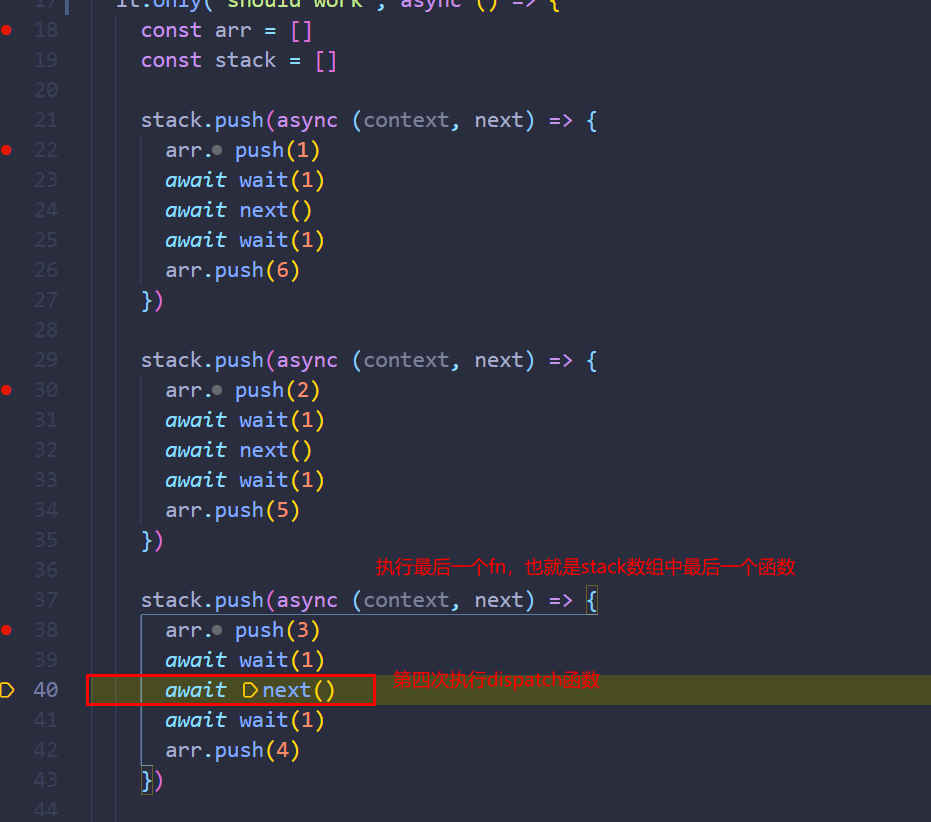 17 it.only("should work", async () => {
18 const arr = []
19 const stack = []
20
21 stack.push(async (context, next) => {
22 arr. push(1)
23 await wait(1)
24 await next()
25 await wait(1)
26 arr.push(6)
27 })
28
29 stack.push(async (context, next) => {
30 arr. push(2)
31 await wait(1)
32 await next()
33 await wait(1)
34 arr.push(5)
35 })
36 执行最后一个fn，也就是stack数组中最后一个函数
37 stack.push(async (context, next) => {
38 arr. push(3)
39 await wait(1)
40 await next() 第四次执行dispatch函数
41 await wait(1)
42 arr.push(4)
43 })
44